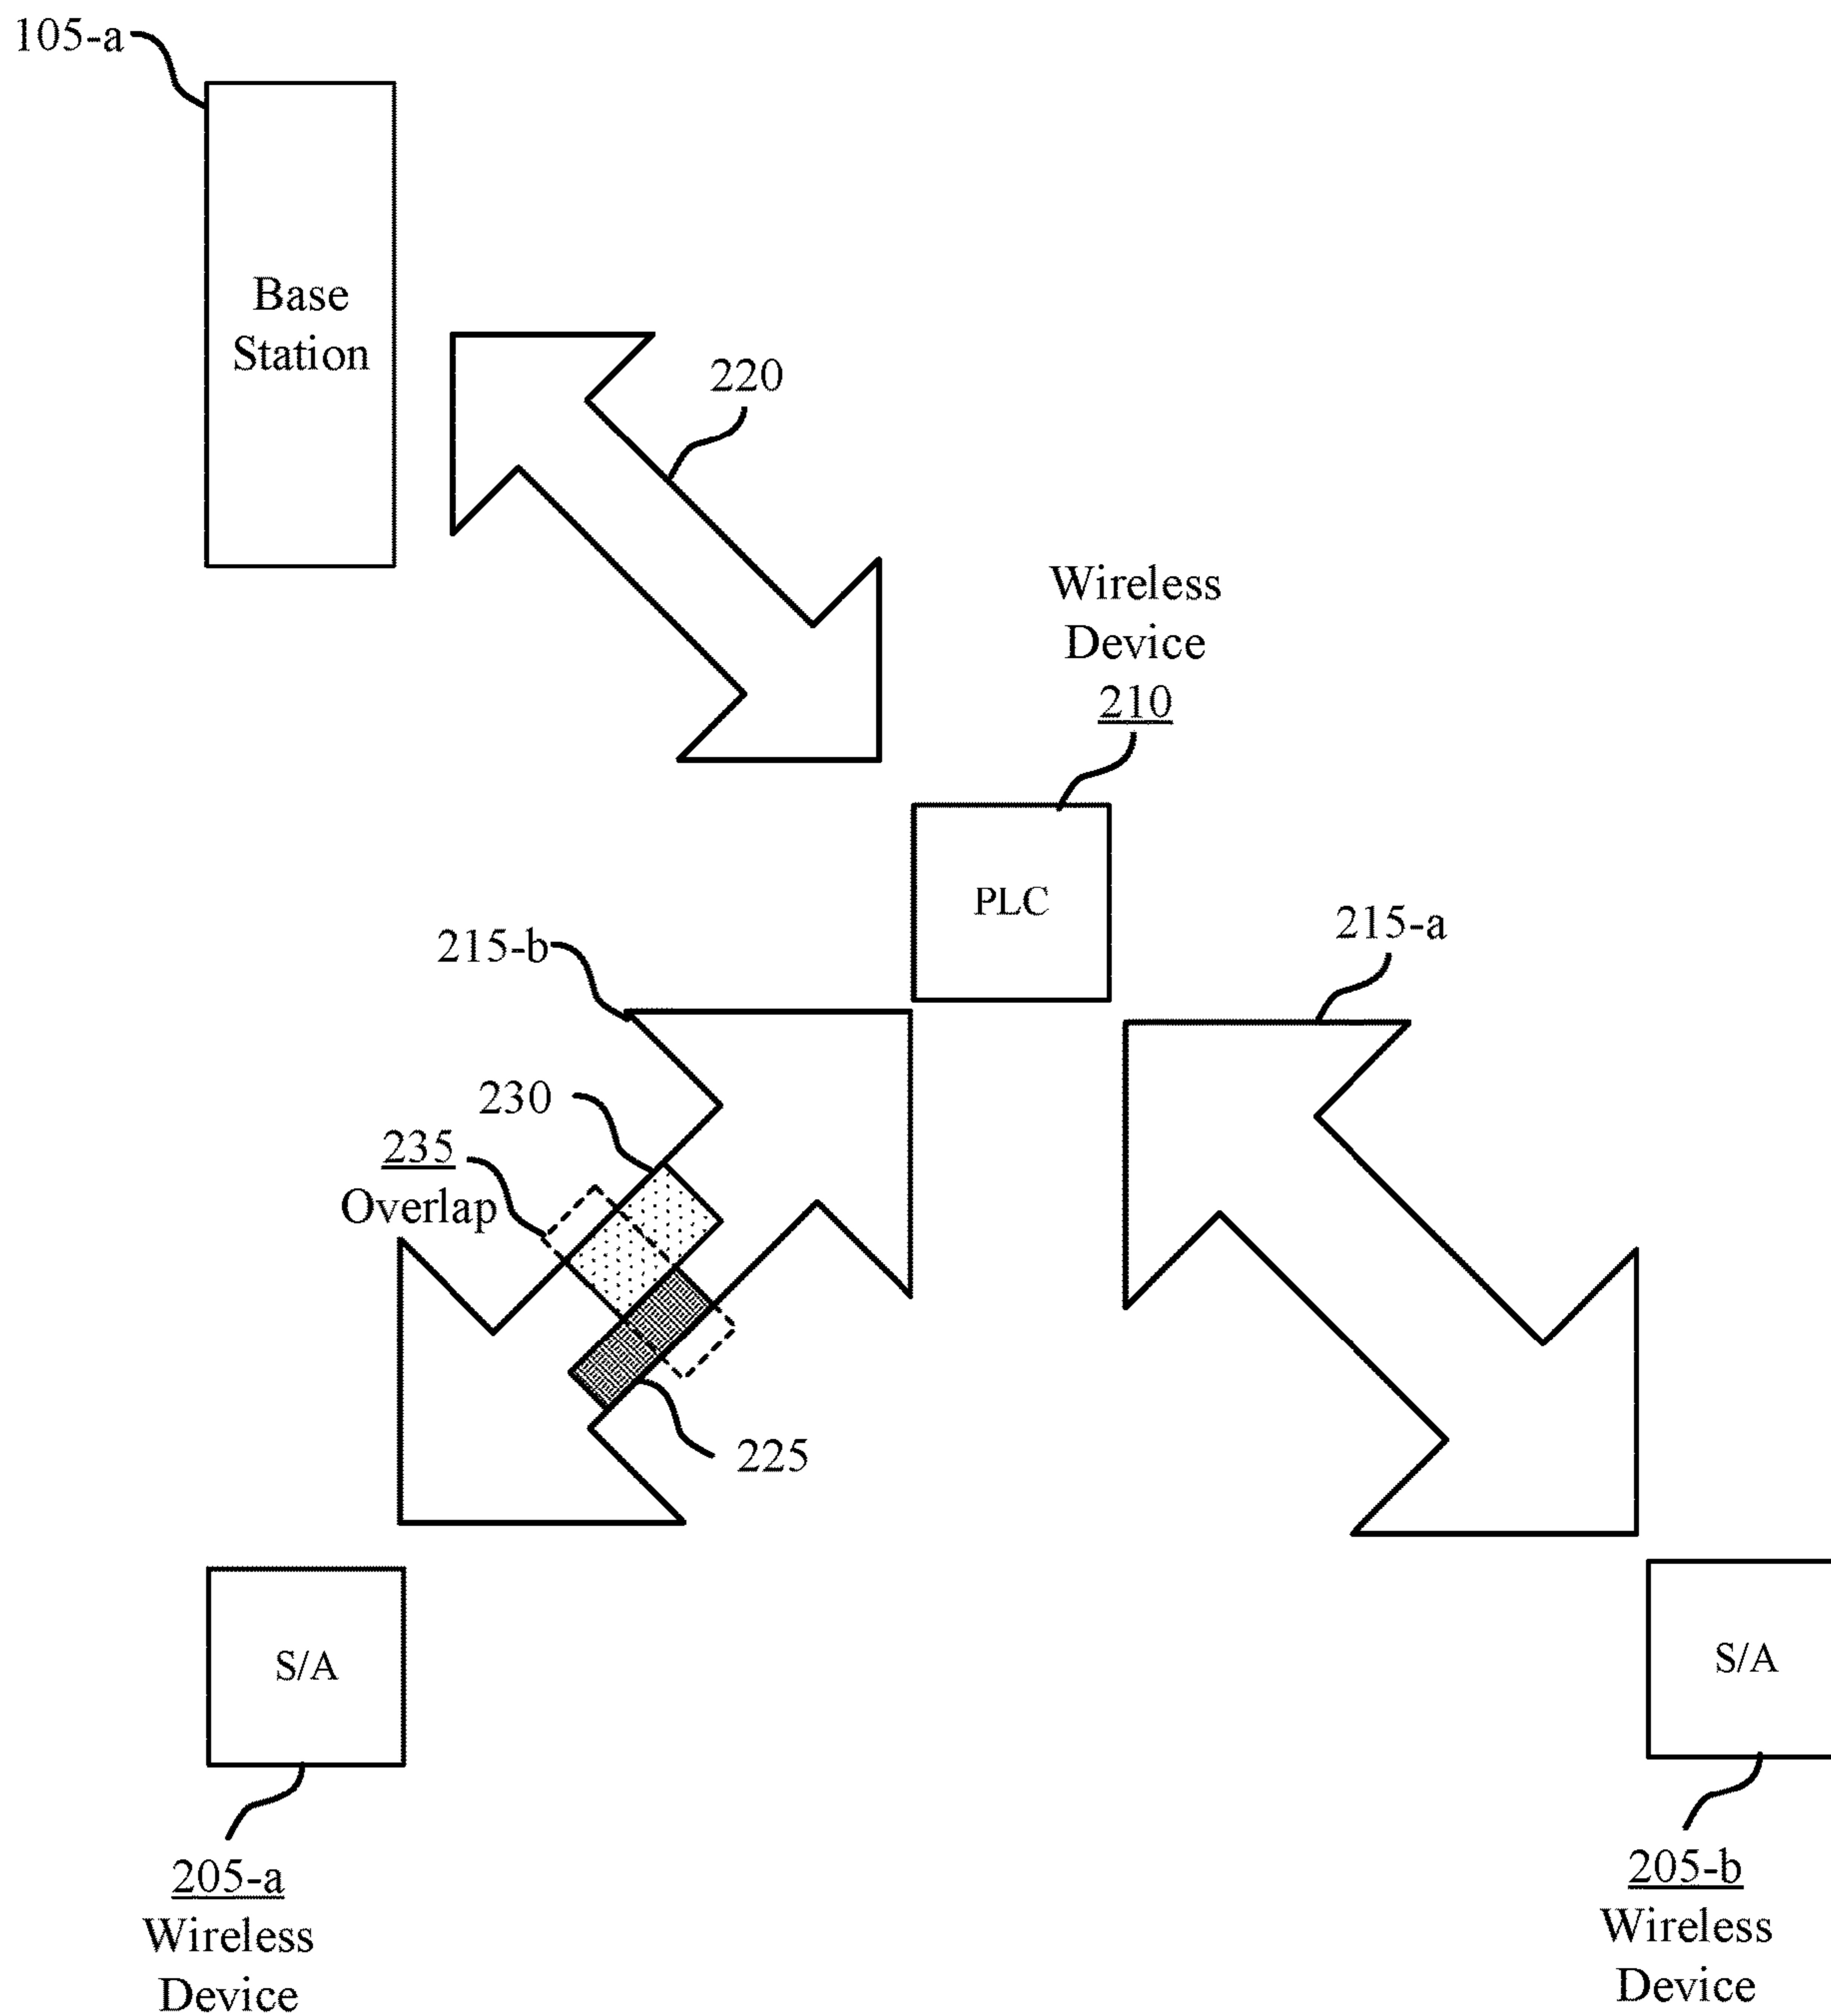 105-a
Base
Station
220
Wireless
Device
210
PLC
215-b
215-a
230
235
Overlap
225
S/A
S/A
205-a
Wireless
Device
205-b
Wireless
Device